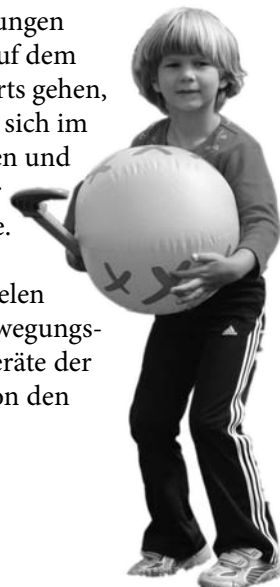 ungen
uf dem
rts gehen,
sich im
en und
e.
elen
wegungs-
eräte der
on den